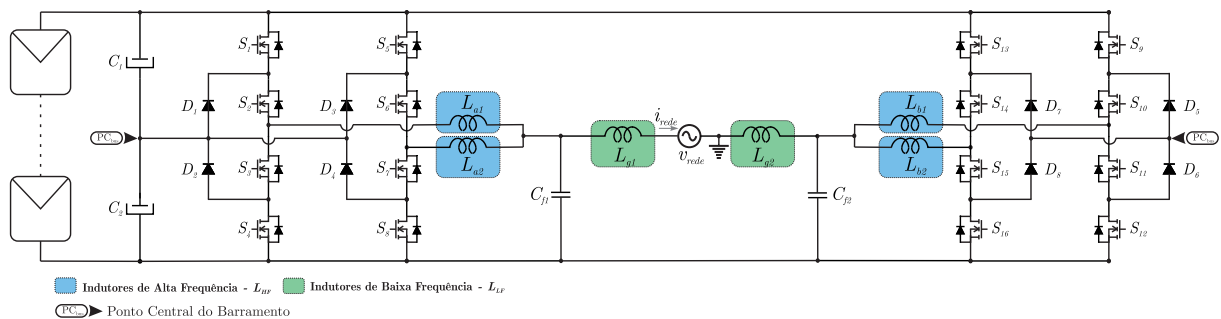 S1
S5
S13
S9
C1
D1
S2
D3
S6
La1
irede
Lb1
S14
D7
S10
D5
PCbus
vrede
PCbus
D2
S3
D4
S7
La2
Lg1
Lg2
Lb2
S15
D8
S11
D6
C2
S4
S8
Cf1
Cf2
S16
S12
Indutores de Alta Frequência - LHF
Indutores de Baixa Frequência - LLF
PCbus Ponto Central do Barramento